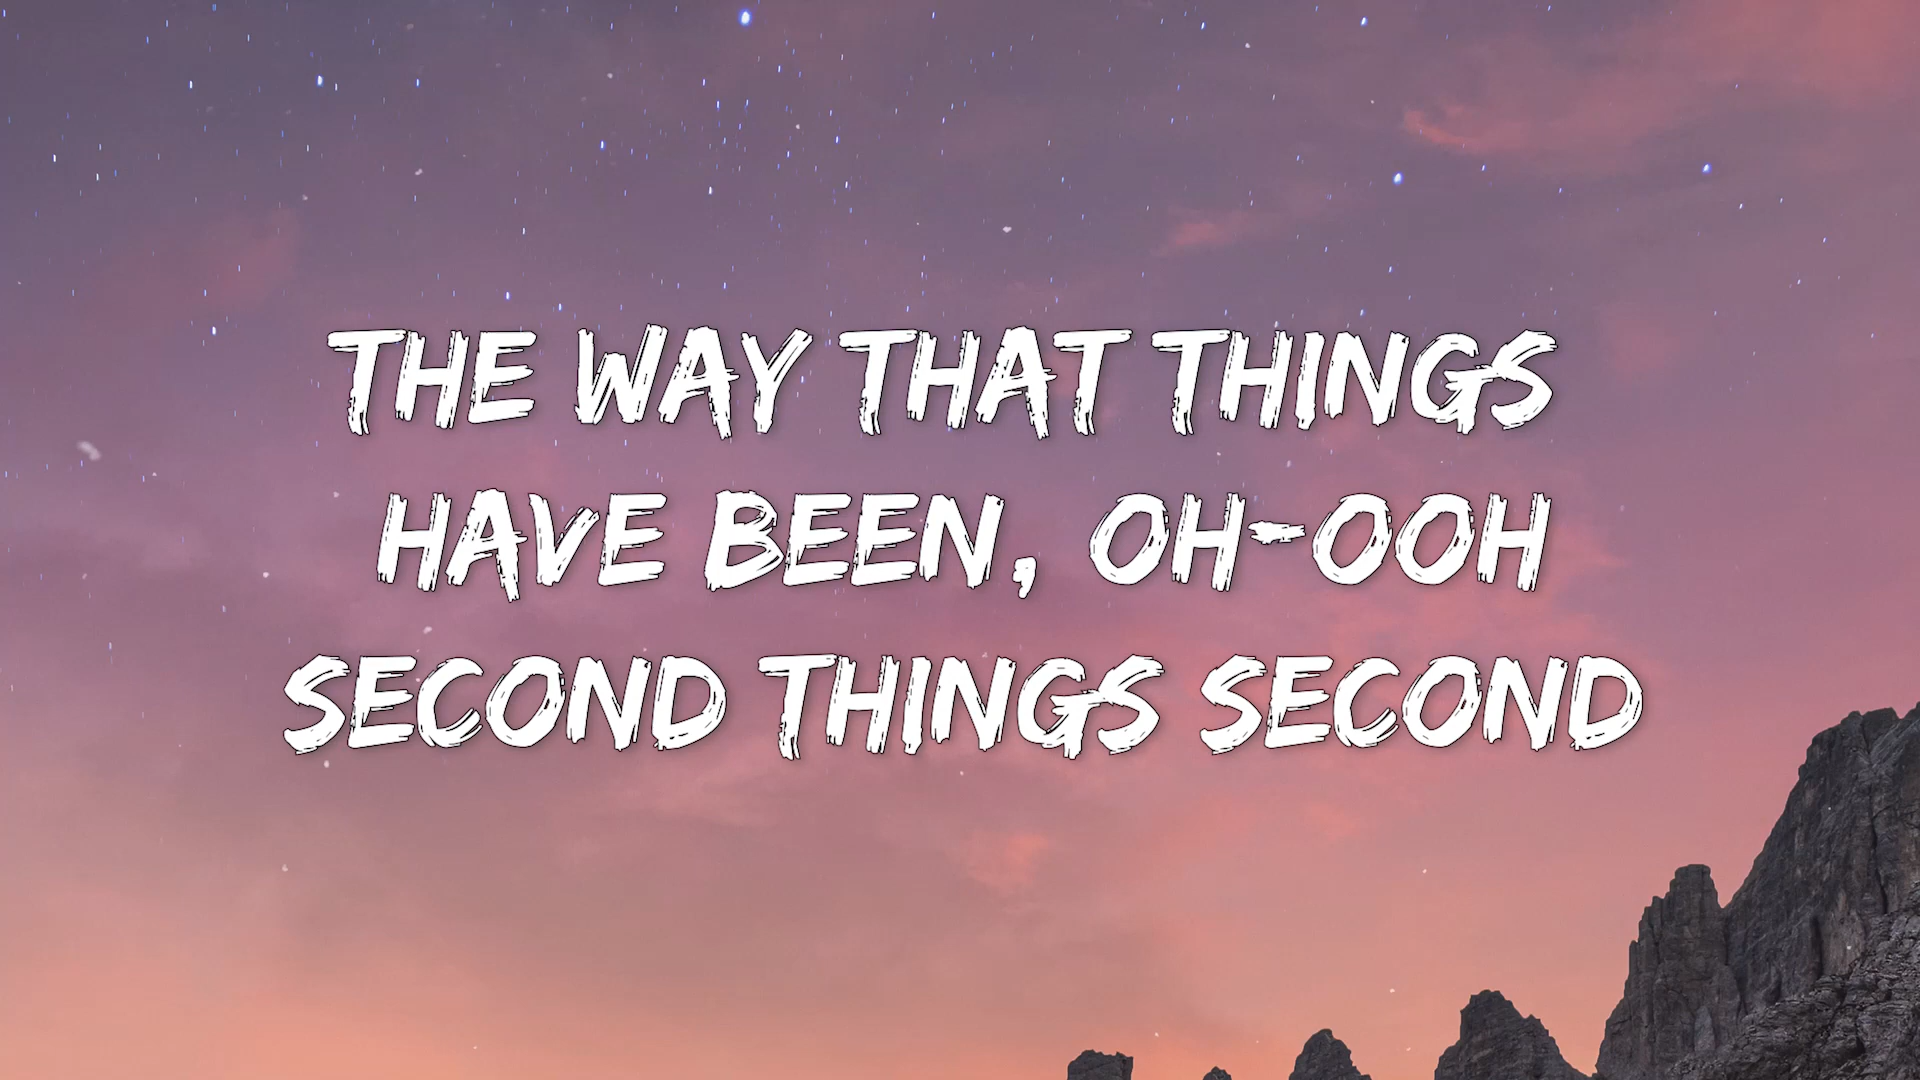 THE WAY THAT THINGS
HAVE BEEN, OH-OOH
SECOND THINGS SECOND